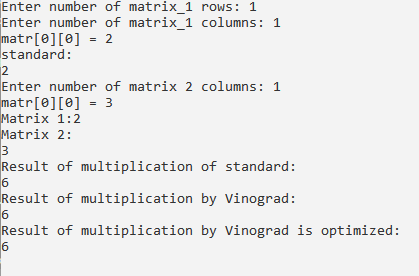 Enter number of matrix_1 rows: 1
Enter number of matrix_1 columns: 1
matr[0][0] = 2
standard:
2
Enter number of matrix 2 columns: 1
matr[0][0] = 3
Matrix 1:2
Matrix 2:
3
Result of multiplication of standard:
6
Result of multiplication by Vinograd:
6
Result of multiplication by Vinograd is optimized:
6